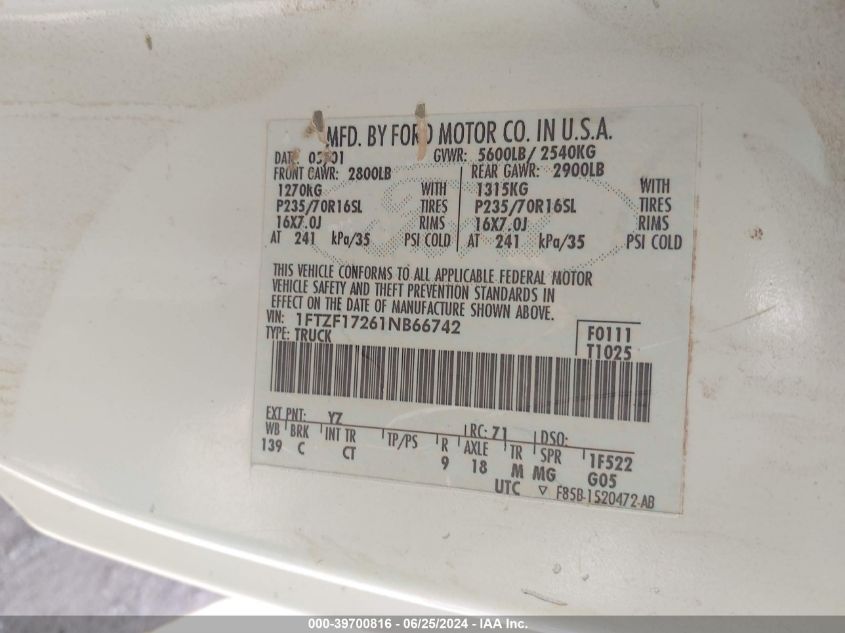 MFD. BY FORD MOTOR CO. IN U.S.A.
DATE: 01 GVWR: 5600LB/ 2540KG
FRONT GAWR: 2800LB REAR GAWR: 2900LB
1270KG WITH 1315KG WITH
P235/70R16SL TIRES P235/70R16SL TIRES
16X7.0J RIMS 16X7.0J RIMS
AT 241 kPa/35 PSI COLD AT 241 kPa/35 PSI COLD
THIS VEHICLE CONFORMS TO ALL APPLICABLE FEDERAL MOTOR
VEHICLE SAFETY AND THEFT PREVENTION STANDARDS IN
EFFECT ON THE DATE OF MANUFACTURE SHOWN ABOVE.
VIN: 1FTZF17261NB66742 F0111
TYPE: TRUCK T1025
EXT PNT: YZ RC: 71 DSO:
WB BRK INT TR TP/PS R AXLE TR SPR 1F522
139 C CT 9 18 M MG G05
UTC ▽ F85B-1520472-AB
000-39700816 - 06/25/2024 - IAA Inc.